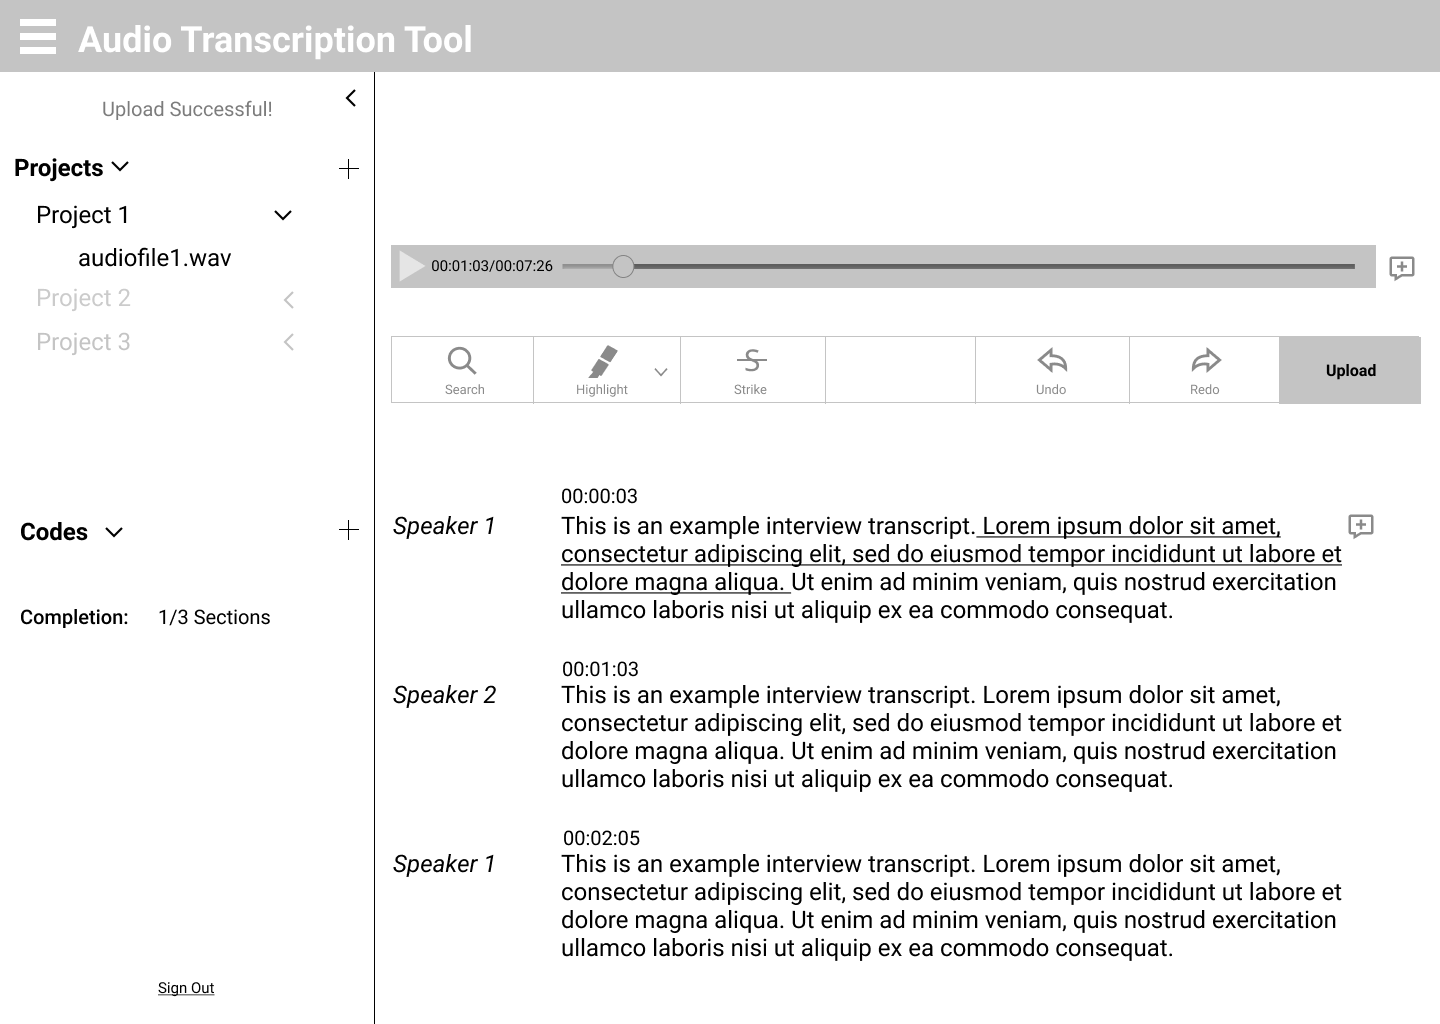 Audio Transcription Tool
Upload Successful!
Projects
Project 1
audiofile1.wav
Project 2
Project 3
Codes
Completion: 1/3 Sections
Sign Out
00:01:03/00:07:26
Search
Highlight
Strike
Undo
Redo
Upload
00:00:03
Speaker 1
This is an example interview transcript. Lorem ipsum dolor sit amet,
consectetur adipiscing elit, sed do eiusmod tempor incididunt ut labore et
dolore magna aliqua. Ut enim ad minim veniam, quis nostrud exercitation
ullamco laboris nisi ut aliquip ex ea commodo consequat.
00:01:03
Speaker 2
This is an example interview transcript. Lorem ipsum dolor sit amet,
consectetur adipiscing elit, sed do eiusmod tempor incididunt ut labore et
dolore magna aliqua. Ut enim ad minim veniam, quis nostrud exercitation
ullamco laboris nisi ut aliquip ex ea commodo consequat.
00:02:05
Speaker 1
This is an example interview transcript. Lorem ipsum dolor sit amet,
consectetur adipiscing elit, sed do eiusmod tempor incididunt ut labore et
dolore magna aliqua. Ut enim ad minim veniam, quis nostrud exercitation
ullamco laboris nisi ut aliquip ex ea commodo consequat.